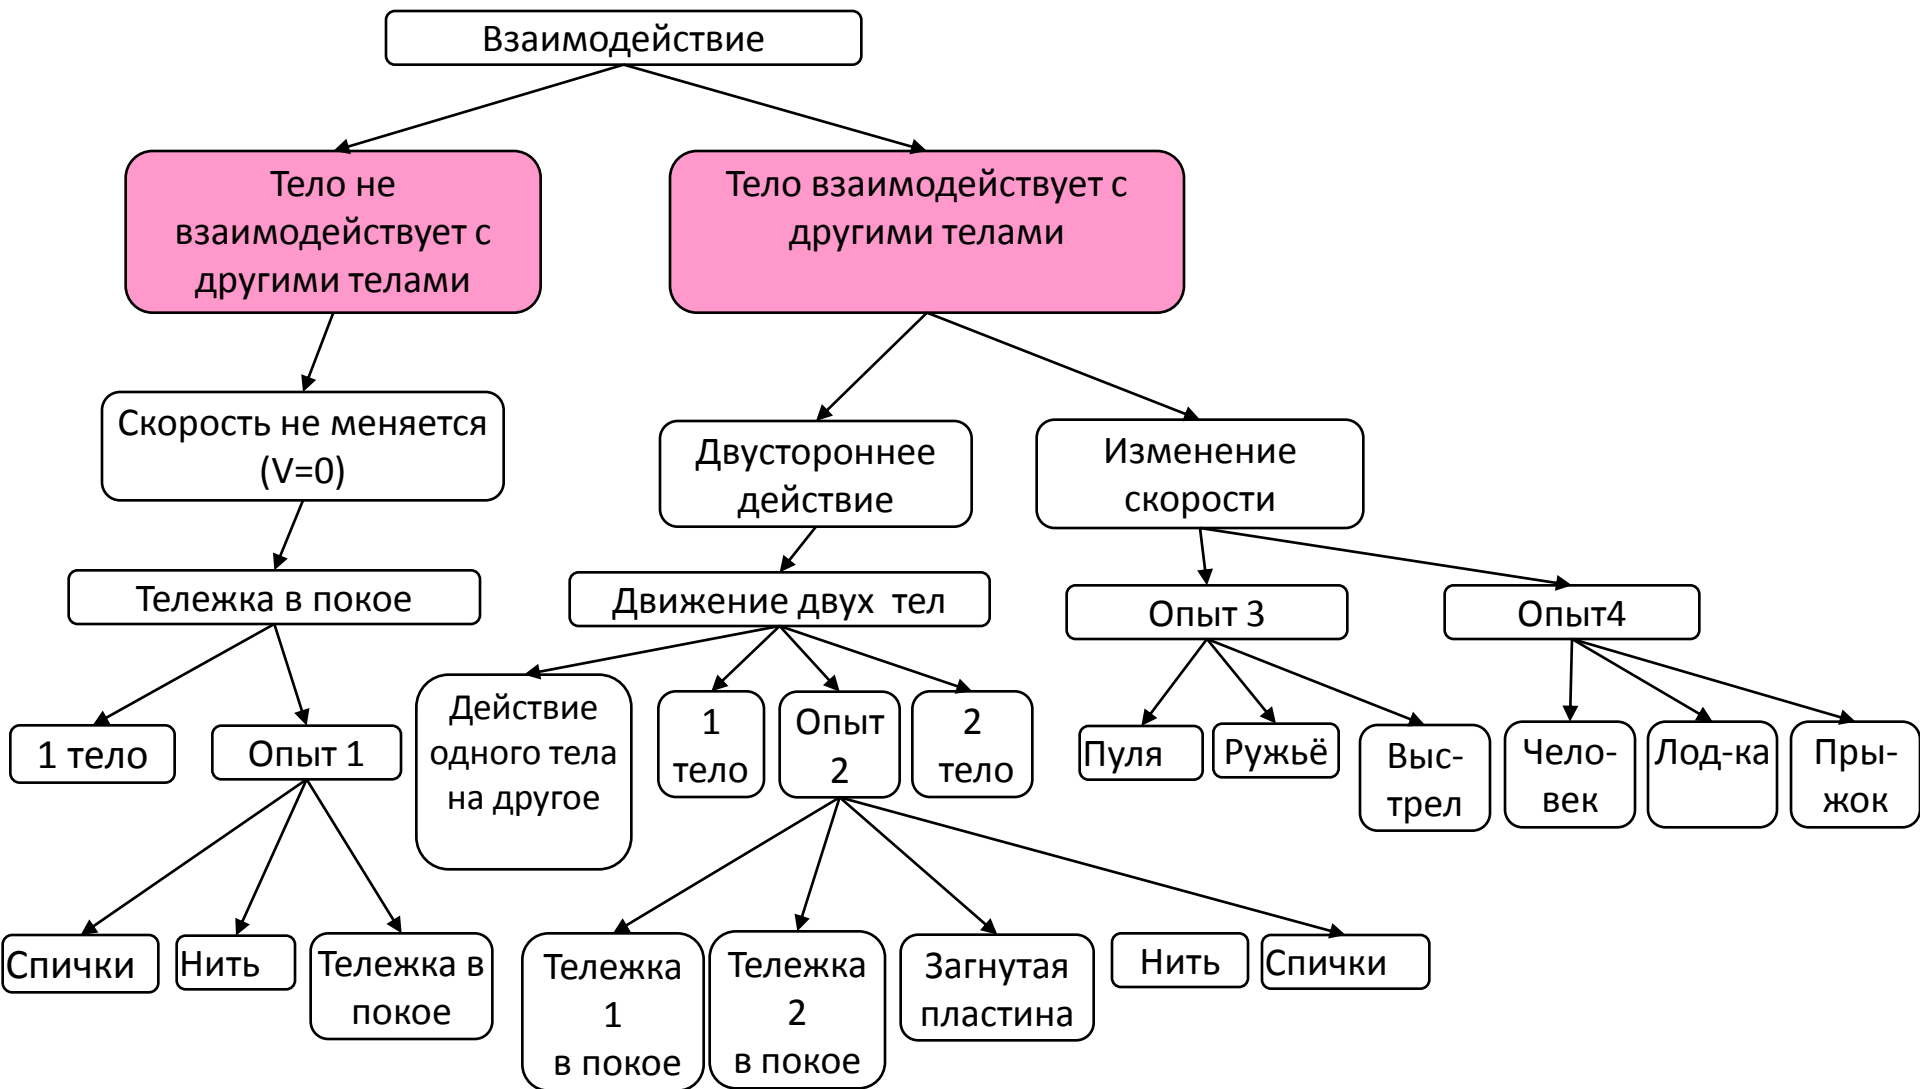 Взаимодействие
Тело не
взаимодействует с
другими телами
Тело взаимодействует с
другими телами
Скорость не меняется
(V=0)
Двустороннее
действие
Изменение
скорости
Тележка в покое
Движение двух тел
Опыт 3
Опыт4
1 тело
Опыт 1
Действие
одного тела
на другое
1
тело
Опыт
2
2
тело
Пуля
Ружьё
Выс-
трел
Чело-
век
Лод-ка
Пры-
жок
Спички
Нить
Тележка в
покое
Тележка
1
в покое
Тележка
2
в покое
Загнутая
пластина
Нить
Спички